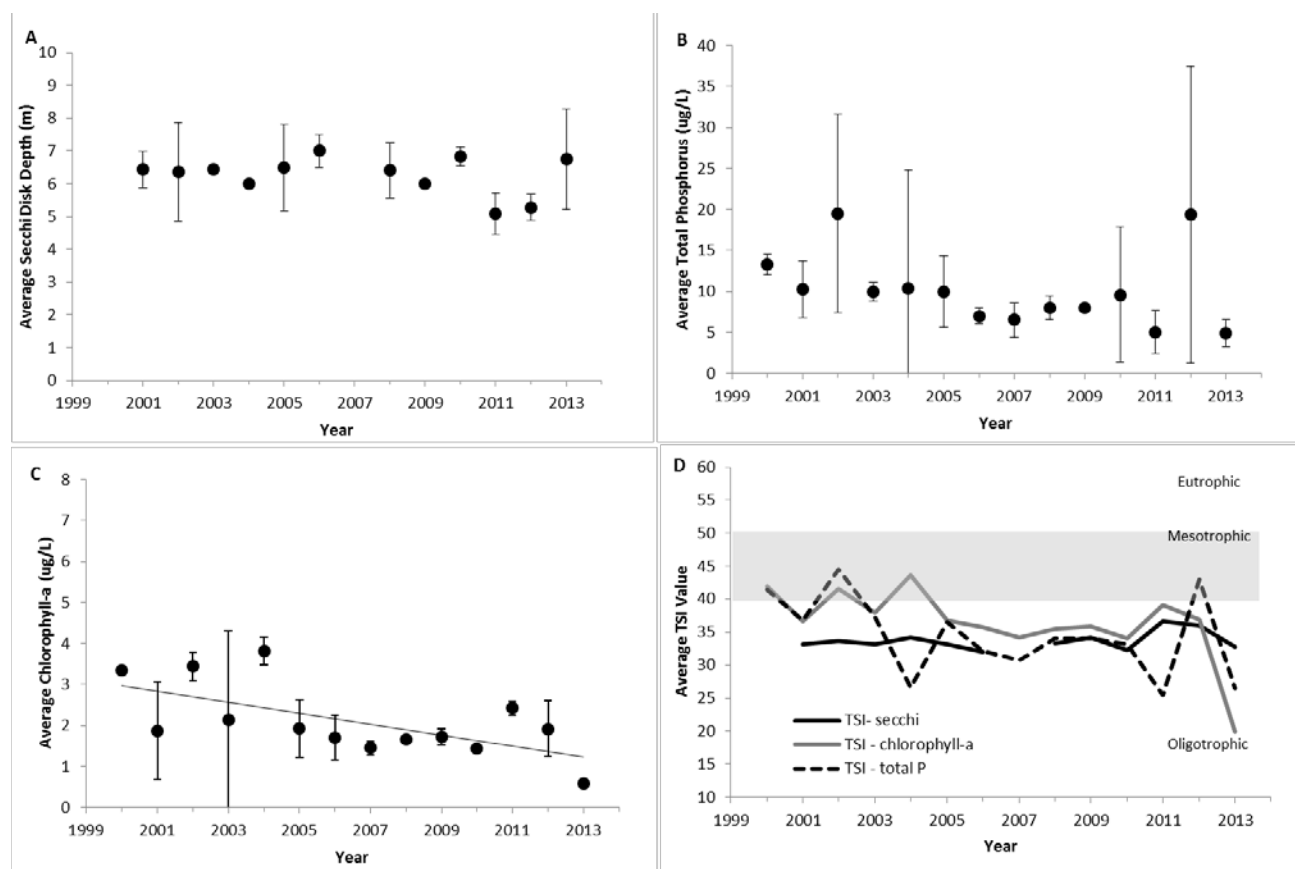 A
Average Secchi Disk Depth (m)
10
9
8
7
6
5
4
3
2
1
0
1999 2001 2003 2005 2007 2009 2011 2013
Year
B
Average Total Phosphorus (ug/L)
40
35
30
25
20
15
10
5
0
1999 2001 2003 2005 2007 2009 2011 2013
Year
C
Average Chlorophyll-a (ug/L)
8
7
6
5
4
3
2
1
0
1999 2001 2003 2005 2007 2009 2011 2013
Year
D
Average TSI Value
60
55
50
45
40
35
30
25
20
15
10
Eutrophic
Mesotrophic
Oligotrophic
TSI- secchi
TSI - chlorophyll-a
TSI - total P
1999 2001 2003 2005 2007 2009 2011 2013
Year